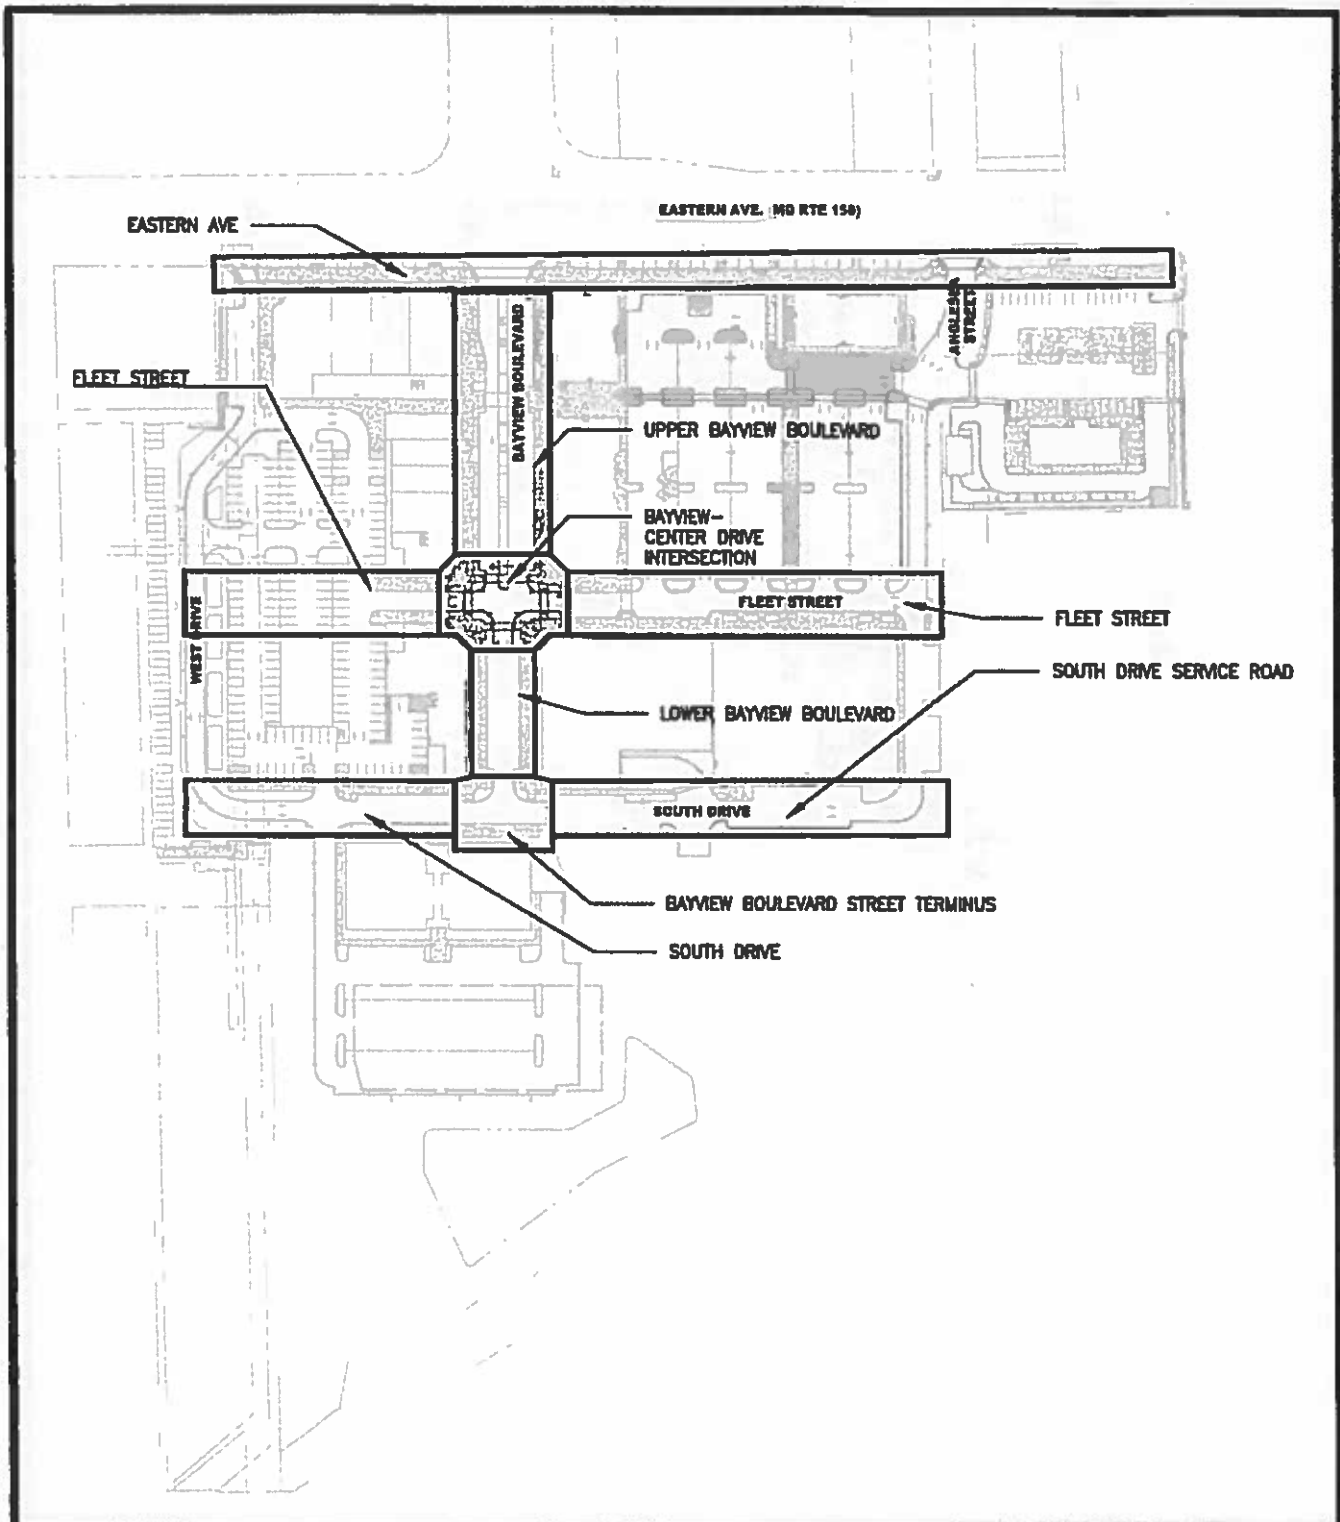 EASTERN AVE. (MD RTE 150)
EASTERN AVE
BAYVIEW BOULEVARD
ANGLESEA
STREET
FLEET STREET
UPPER BAYVIEW BOULEVARD
BAYVIEW-
CENTER DRIVE
INTERSECTION
FLEET STREET
FLEET STREET
WEST DRIVE
SOUTH DRIVE SERVICE ROAD
LOWER BAYVIEW BOULEVARD
SOUTH DRIVE
BAYVIEW BOULEVARD STREET TERMINUS
SOUTH DRIVE